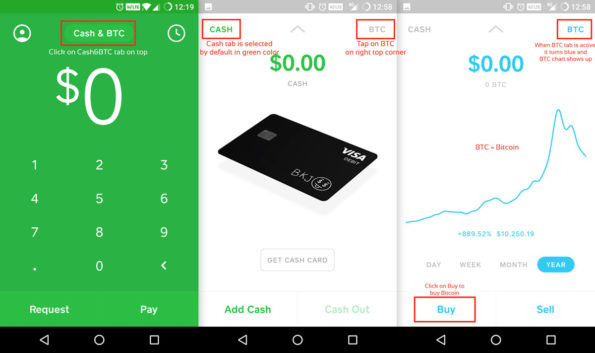 12:19
Cash & BTC
Click on Cash&BTC tab on top
$0
1 2 3
4 5 6
7 8 9
. 0 <
Request Pay
12:58
CASH BTC
Cash tab is selected
by default in green color
Tap on BTC
on right top corner
$0.00
CASH
VISA
DEBIT
BKJ
$$
GET CASH CARD
Add Cash Cash Out
12:58
CASH BTC
When BTC tab is active
it turns blue and
BTC chart shows up
$0.00
0 BTC
BTC = Bitcoin
+889.52% $10,260.19
DAY WEEK MONTH YEAR
Click on Buy to
buy Bitcoin
Buy Sell